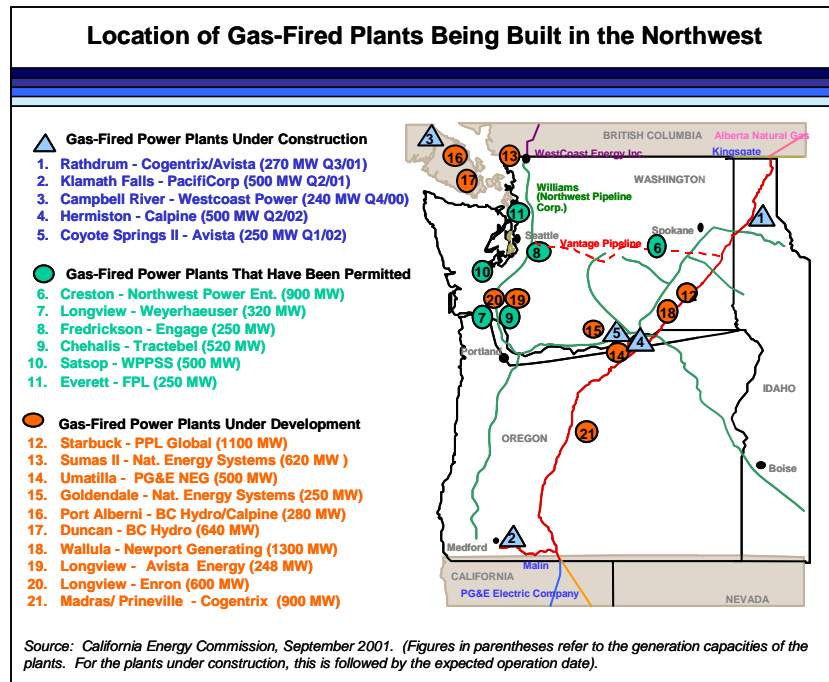 Location of Gas-Fired Plants Being Built in the Northwest
Gas-Fired Power Plants Under Construction
1. Rathdrum - Cogentrix/Avista (270 MW Q3/01)
2. Klamath Falls - PacifiCorp (500 MW Q2/01)
3. Campbell River - Westcoast Power (240 MW Q4/00)
4. Hermiston - Calpine (500 MW Q2/02)
5. Coyote Springs II - Avista (250 MW Q1/02)
Gas-Fired Power Plants That Have Been Permitted
6. Creston - Northwest Power Ent. (900 MW)
7. Longview - Weyerhaeuser (320 MW)
8. Fredrickson - Engage (250 MW)
9. Chehalis - Tractebel (520 MW)
10. Satsop - WPPSS (500 MW)
11. Everett - FPL (250 MW)
Gas-Fired Power Plants Under Development
12. Starbuck - PPL Global (1100 MW)
13. Sumas II - Nat. Energy Systems (620 MW )
14. Umatilla - PG&E NEG (500 MW)
15. Goldendale - Nat. Energy Systems (250 MW)
16. Port Alberni - BC Hydro/Calpine (280 MW)
17. Duncan - BC Hydro (640 MW)
18. Wallula - Newport Generating (1300 MW)
19. Longview - Avista Energy (248 MW)
20. Longview - Enron (600 MW)
21. Madras/ Prineville - Cogentrix (900 MW)
3
BRITISH COLUMBIA
Alberta Natural Gas
16
13
WestCoast Energy Inc.
Kingsgate
17
WASHINGTON
Williams
(Northwest Pipeline
Corp.)
11
1
Seattle
Spokane
8
Vantage Pipeline
6
10
12
20
19
18
7
9
15
5
4
Portland
14
IDAHO
21
OREGON
Boise
Medford
2
Malin
CALIFORNIA
PG&E Electric Company
NEVADA
Source: California Energy Commission, September 2001. (Figures in parentheses refer to the generation capacities of the
plants. For the plants under construction, this is followed by the expected operation date).